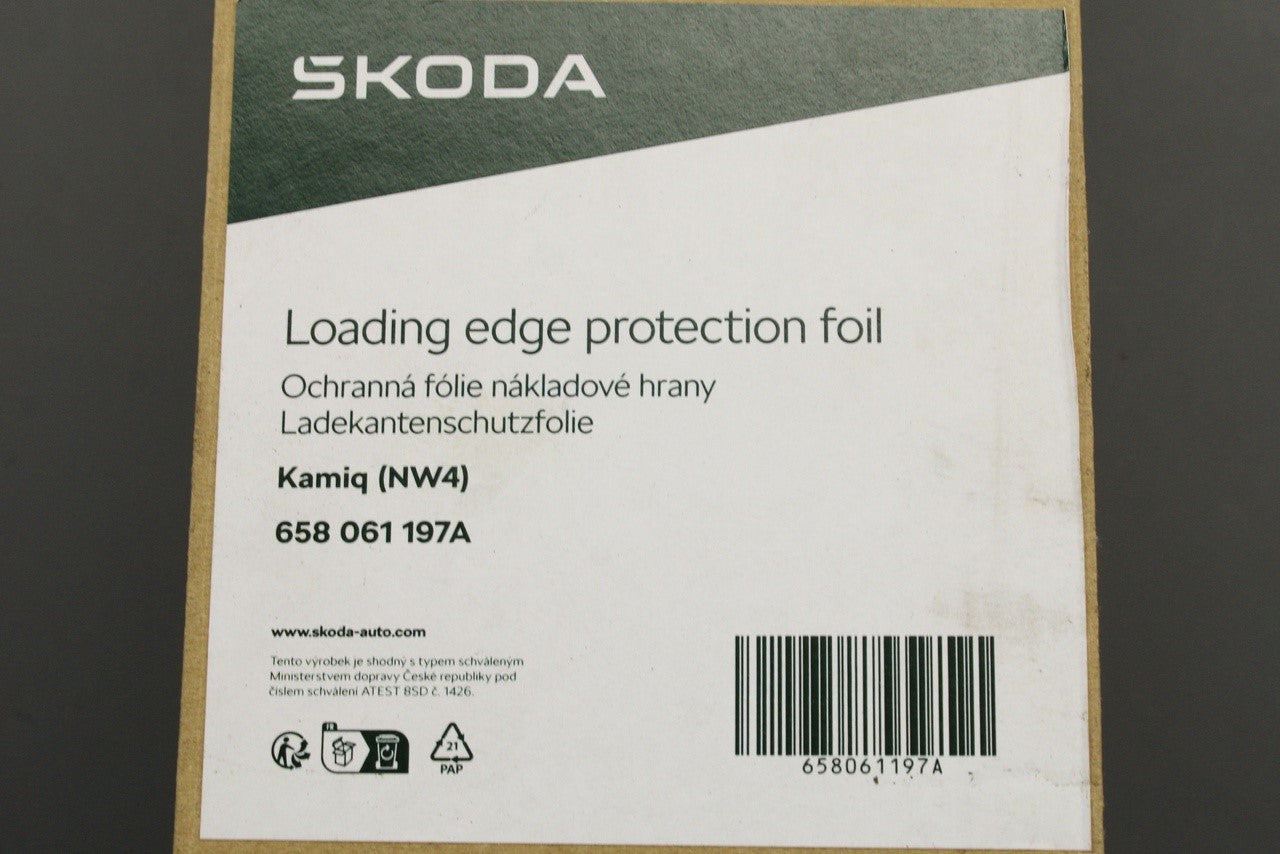 ŠKODA
Loading edge protection foil
Ochranná fólie nákladové hrany
Ladekantenschutzfolie
Kamiq (NW4)
658 061 197A
www.skoda-auto.com
Tento výrobek je shodný s typem schváleným
Ministerstvem dopravy České republiky pod
číslem schválení ATEST 8SD č. 1426.
FR
21
PAP
658061197A